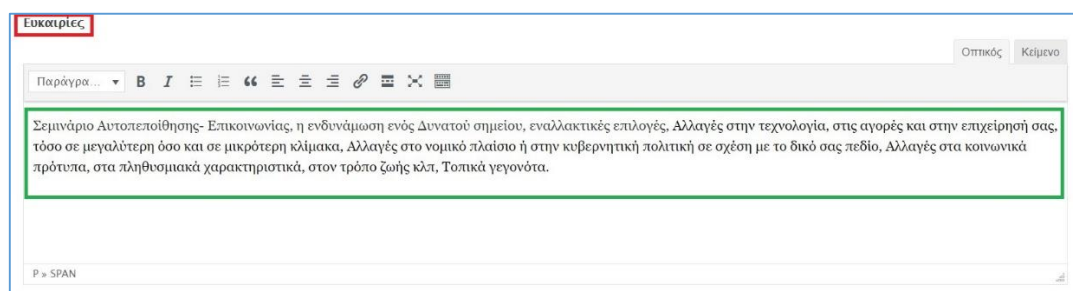 Ευκαιρίες
Οπτικός Κείμενο
Παράγρα... B I
Σεμινάριο Αυτοπεποίθησης- Επικοινωνίας, η ενδυνάμωση ενός Δυνατού σημείου, εναλλακτικές επιλογές, Αλλαγές στην τεχνολογία, στις αγορές και στην επιχείρησή σας,
τόσο σε μεγαλύτερη όσο και σε μικρότερη κλίμακα, Αλλαγές στο νομικό πλαίσιο ή στην κυβερνητική πολιτική σε σχέση με το δικό σας πεδίο, Αλλαγές στα κοινωνικά
πρότυπα, στα πληθυσμιακά χαρακτηριστικά, στον τρόπο ζωής κλπ, Τοπικά γεγονότα.
P » SPAN